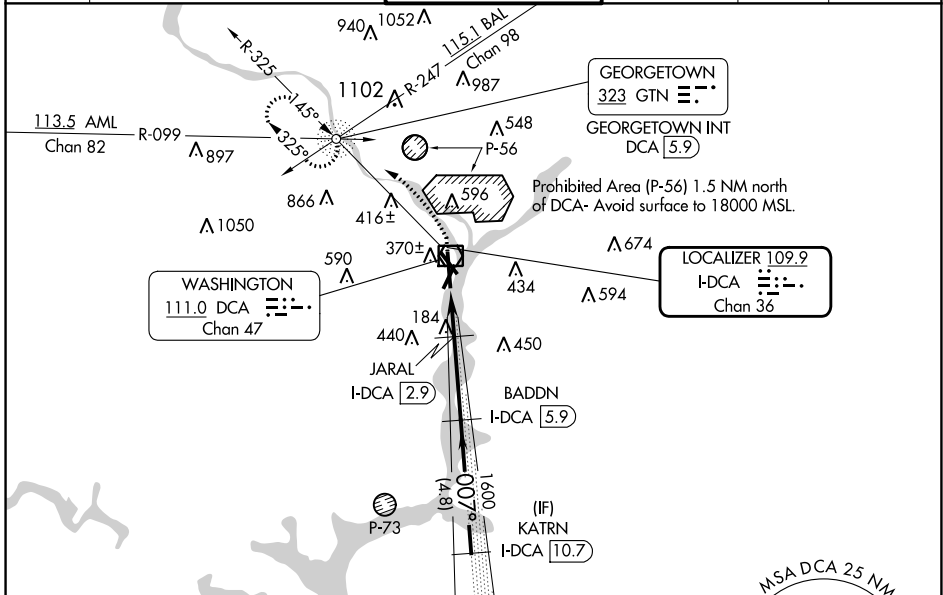 940 1052
115.1 BAL
R-247 Chan 98
R-325
1102
987
GEORGETOWN
323 GTN
145°
113.5 AML R-099
Chan 82
325°
548
P-56
GEORGETOWN INT
DCA 5.9
897
Prohibited Area (P-56) 1.5 NM north
of DCA- Avoid surface to 18000 MSL.
866
416±
596
1050
370±
674
590
434
LOCALIZER 109.9
I-DCA
Chan 36
WASHINGTON
111.0 DCA
Chan 47
594
184
440
450
JARAL
I-DCA 2.9
BADDN
I-DCA 5.9
(4.8)
007°
1600
P-73
(IF)
KATRN
I-DCA 10.7
MSA DCA 25 NM